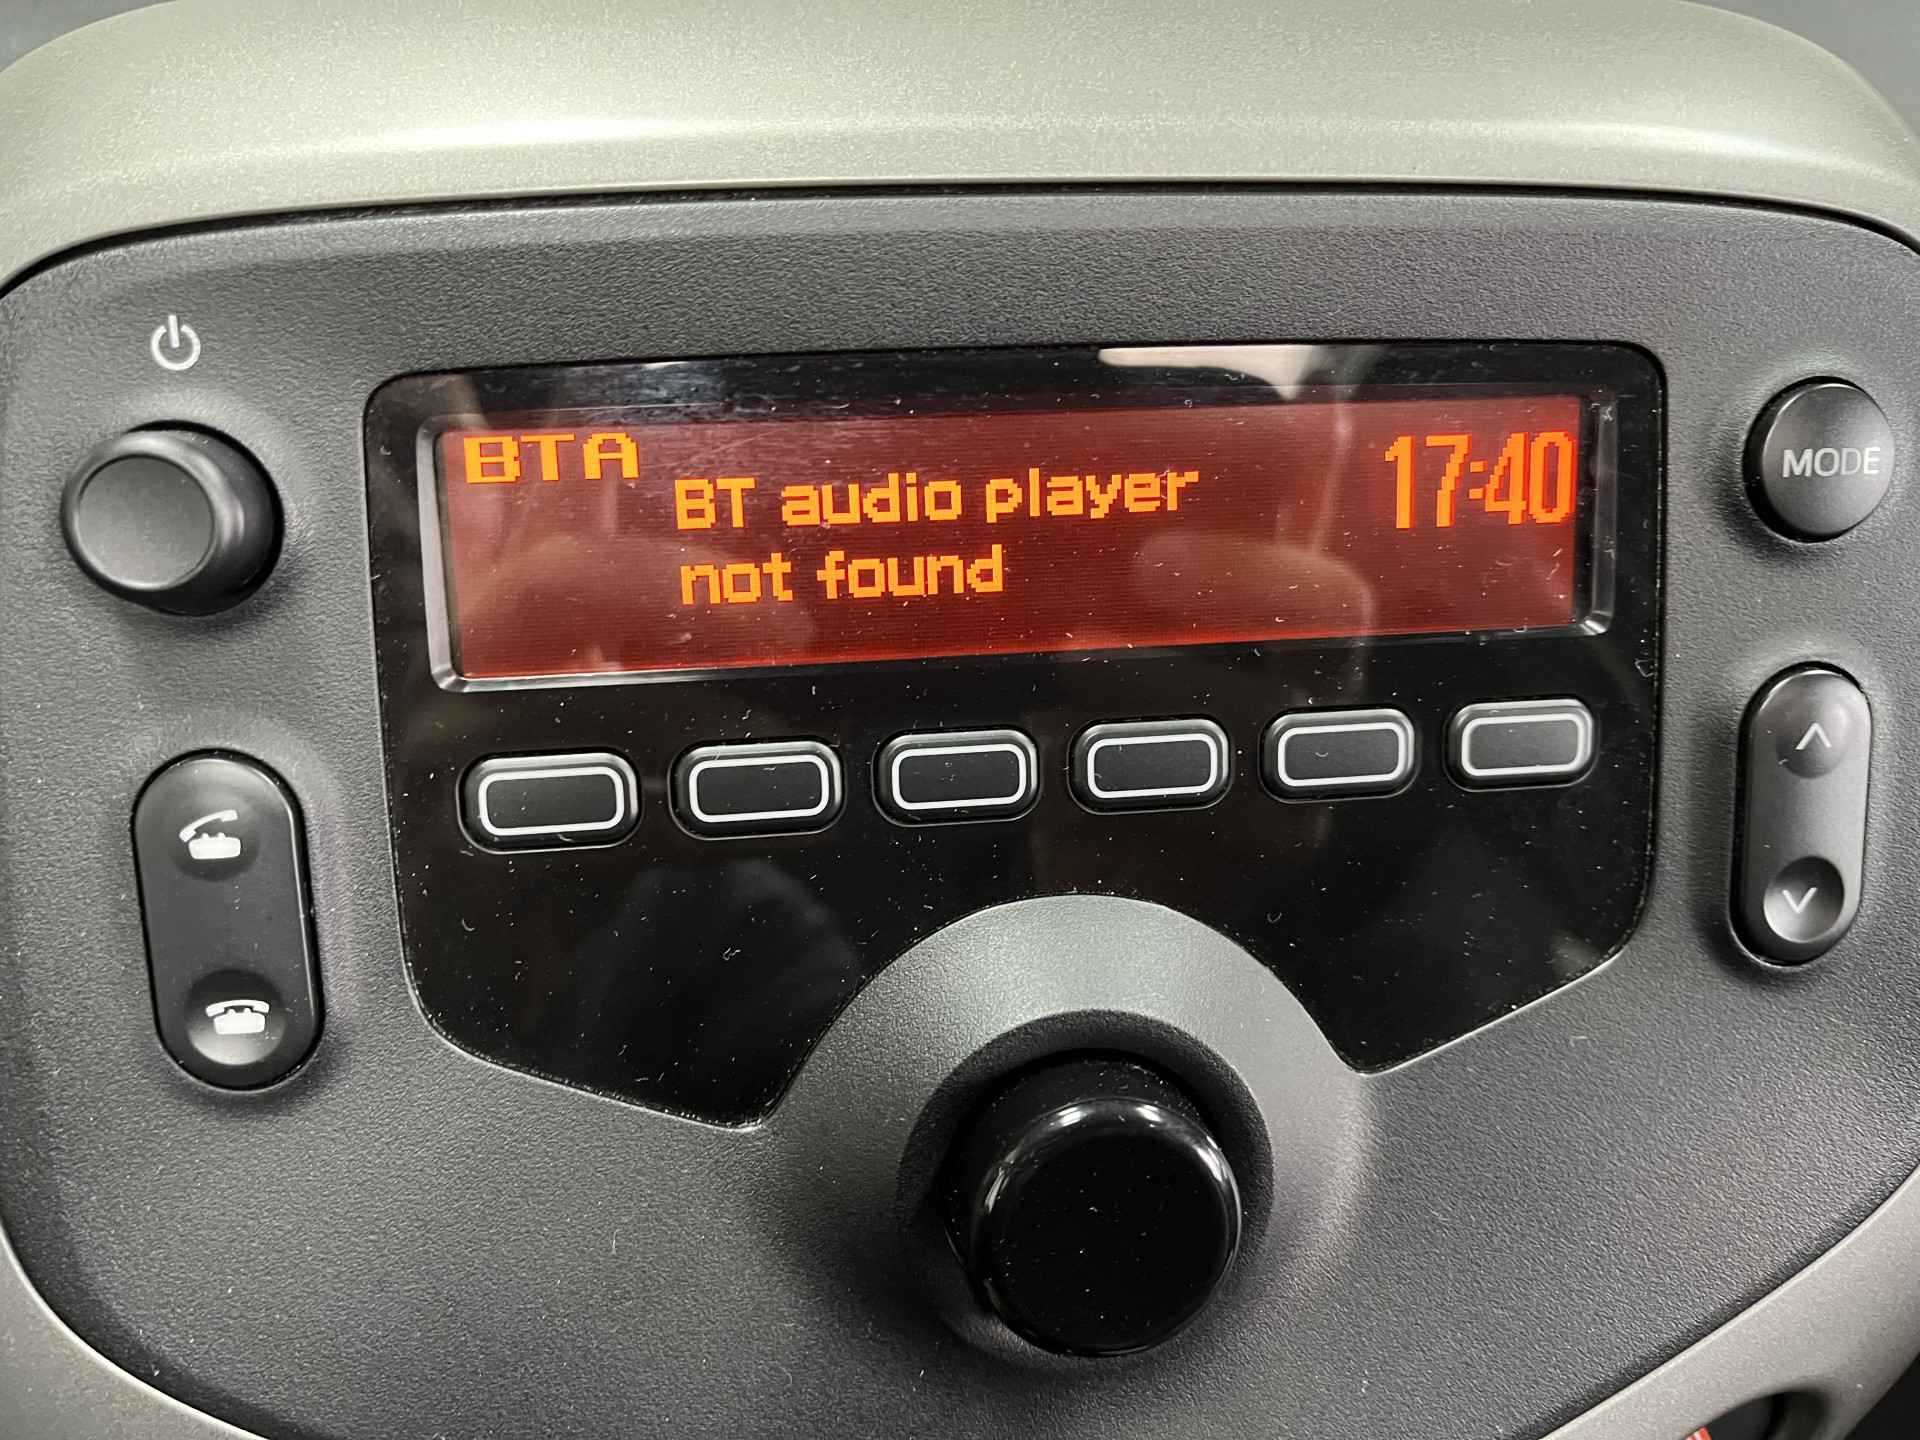 BTA
BT audio player
not found
17:40
MODE